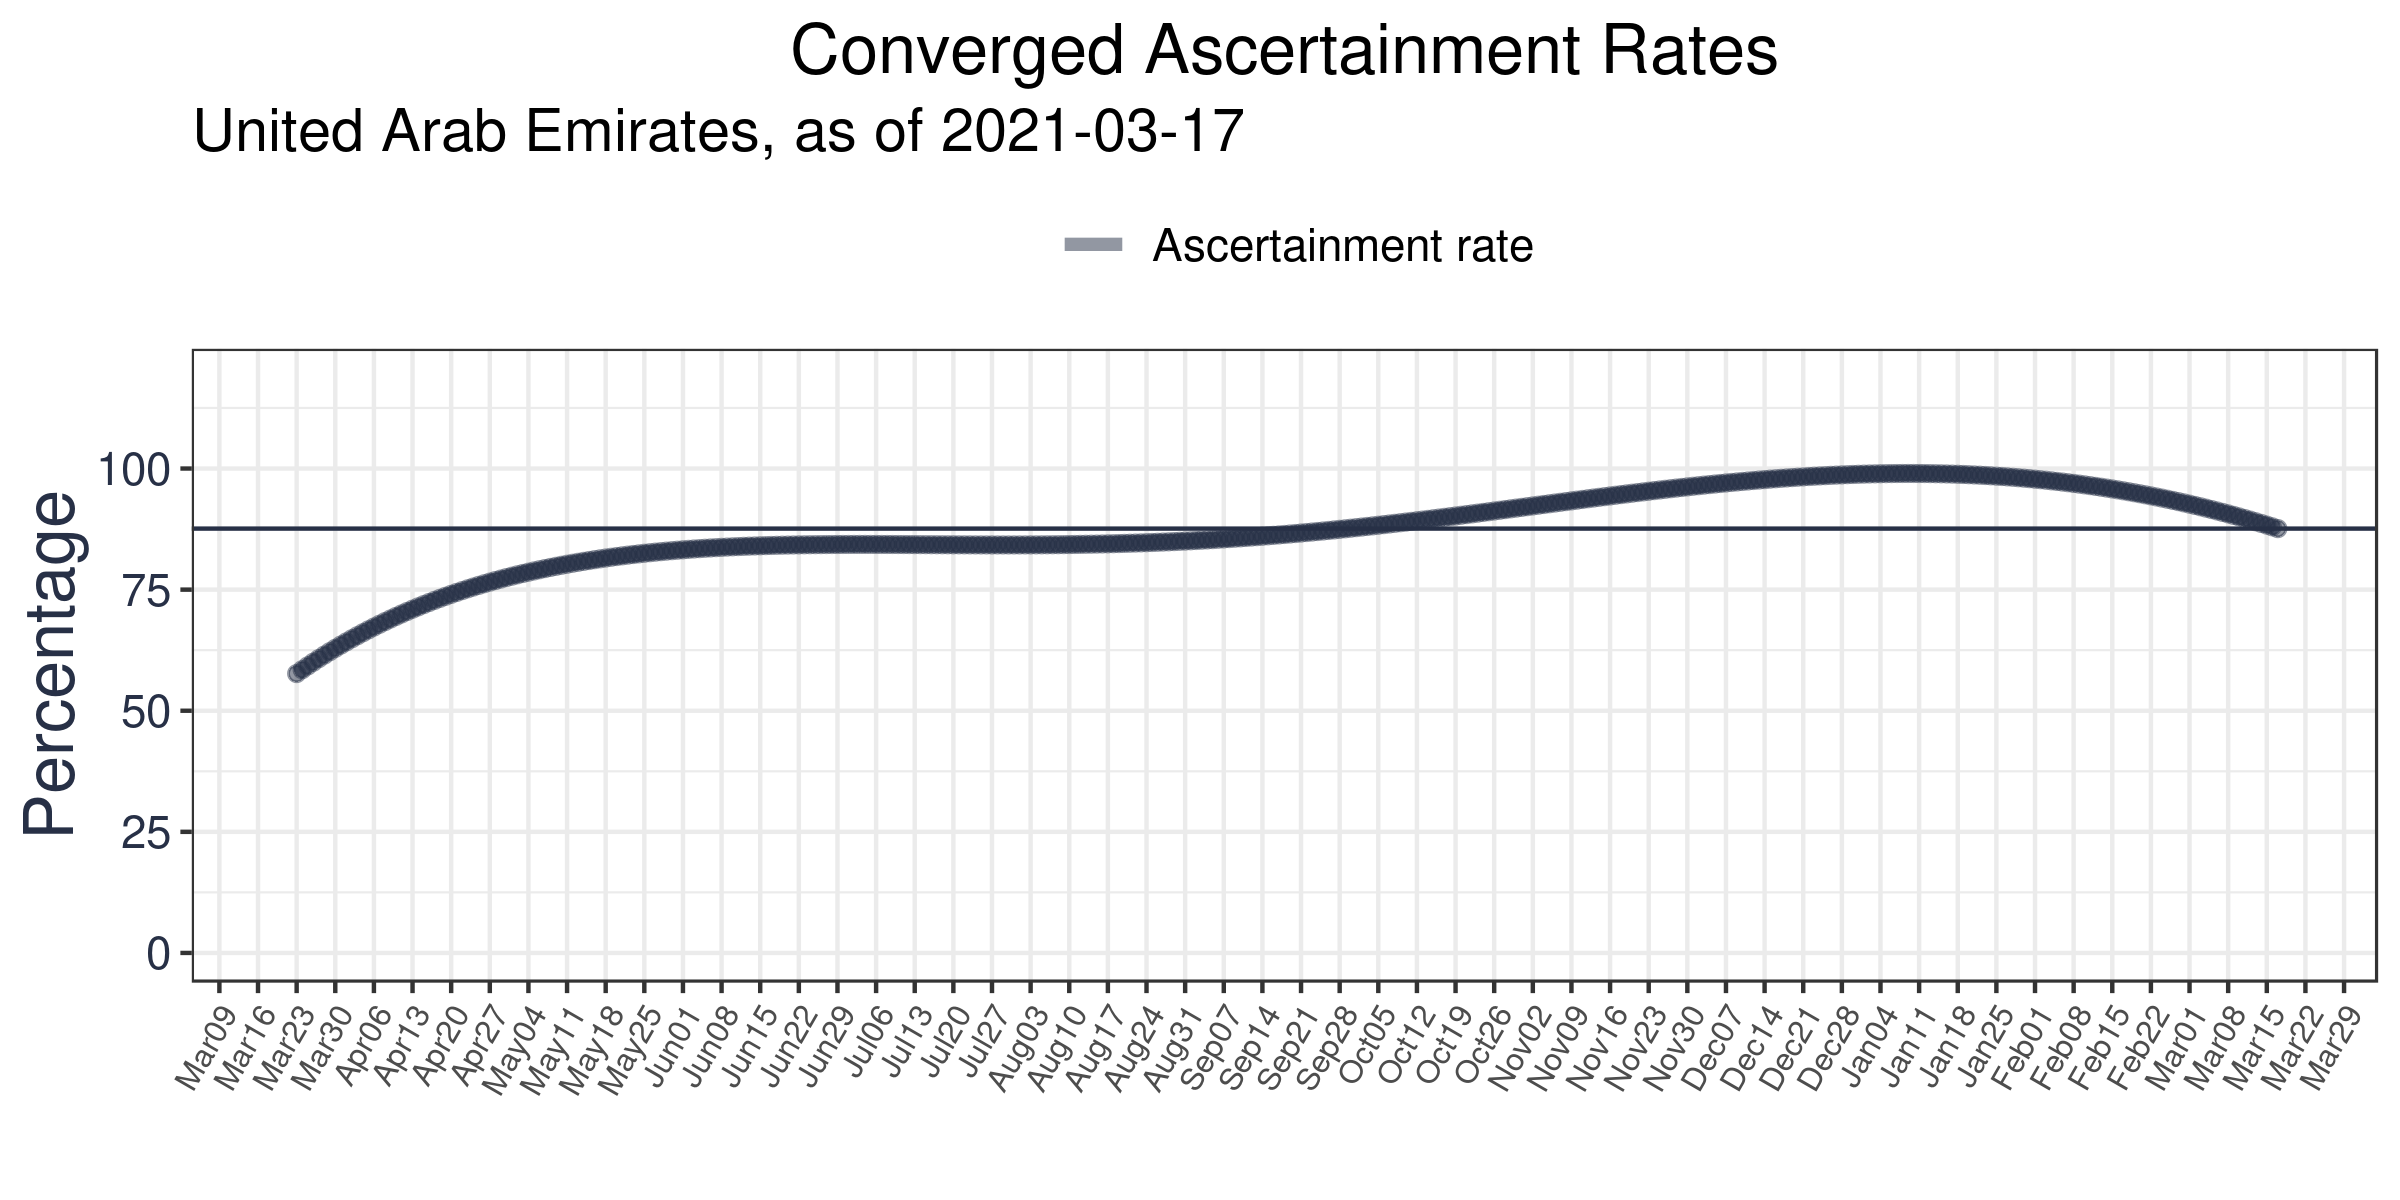 Converged Ascertainment Rates
United Arab Emirates, as of 2021-03-17
Ascertainment rate
Percentage
100
75
50
25
0
Mar09 Mar16 Mar23 Mar30 Apr06 Apr13 Apr20 Apr27 May04 May11 May18 May25 Jun01 Jun08 Jun15 Jun22 Jun29 Jul06 Jul13 Jul20 Jul27 Aug03 Aug10 Aug17 Aug24 Aug31 Sep07 Sep14 Sep21 Sep28 Oct05 Oct12 Oct19 Oct26 Nov02 Nov09 Nov16 Nov23 Nov30 Dec07 Dec14 Dec21 Dec28 Jan04 Jan11 Jan18 Jan25 Feb01 Feb08 Feb15 Feb22 Mar01 Mar08 Mar15 Mar22 Mar29